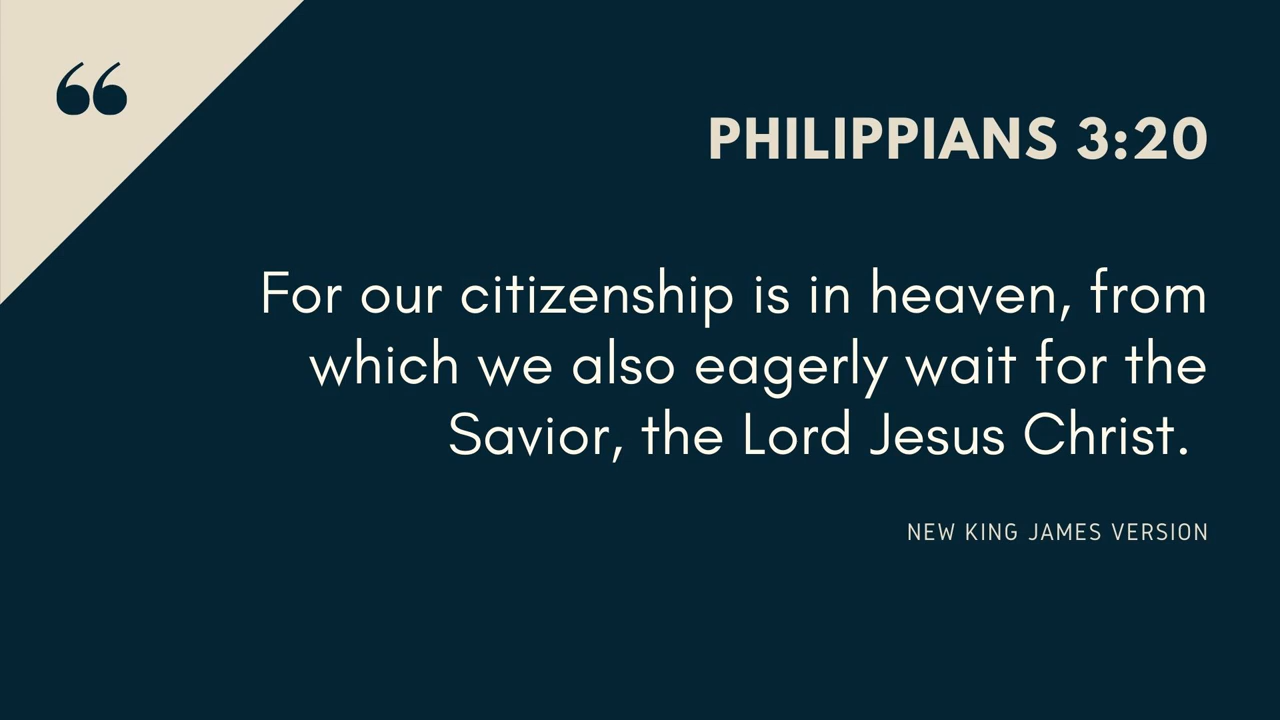 “
PHILIPPIANS 3:20
For our citizenship is in heaven, from
which we also eagerly wait for the
Savior, the Lord Jesus Christ.
NEW KING JAMES VERSION